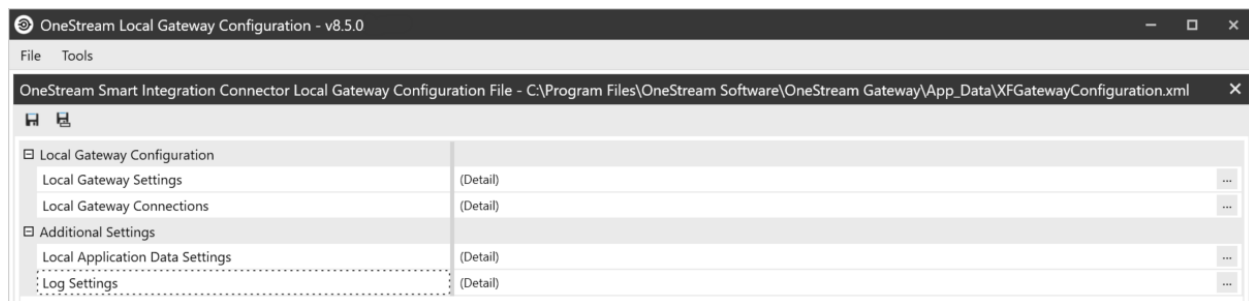 OneStream Local Gateway Configuration - v8.5.0
File Tools
OneStream Smart Integration Connector Local Gateway Configuration File - C:\Program Files\OneStream Software\OneStream Gateway\App_Data\XFGatewayConfiguration.xml
Local Gateway Configuration
Local Gateway Settings (Detail) ...
Local Gateway Connections (Detail) ...
Additional Settings
Local Application Data Settings (Detail) ...
Log Settings (Detail) ...